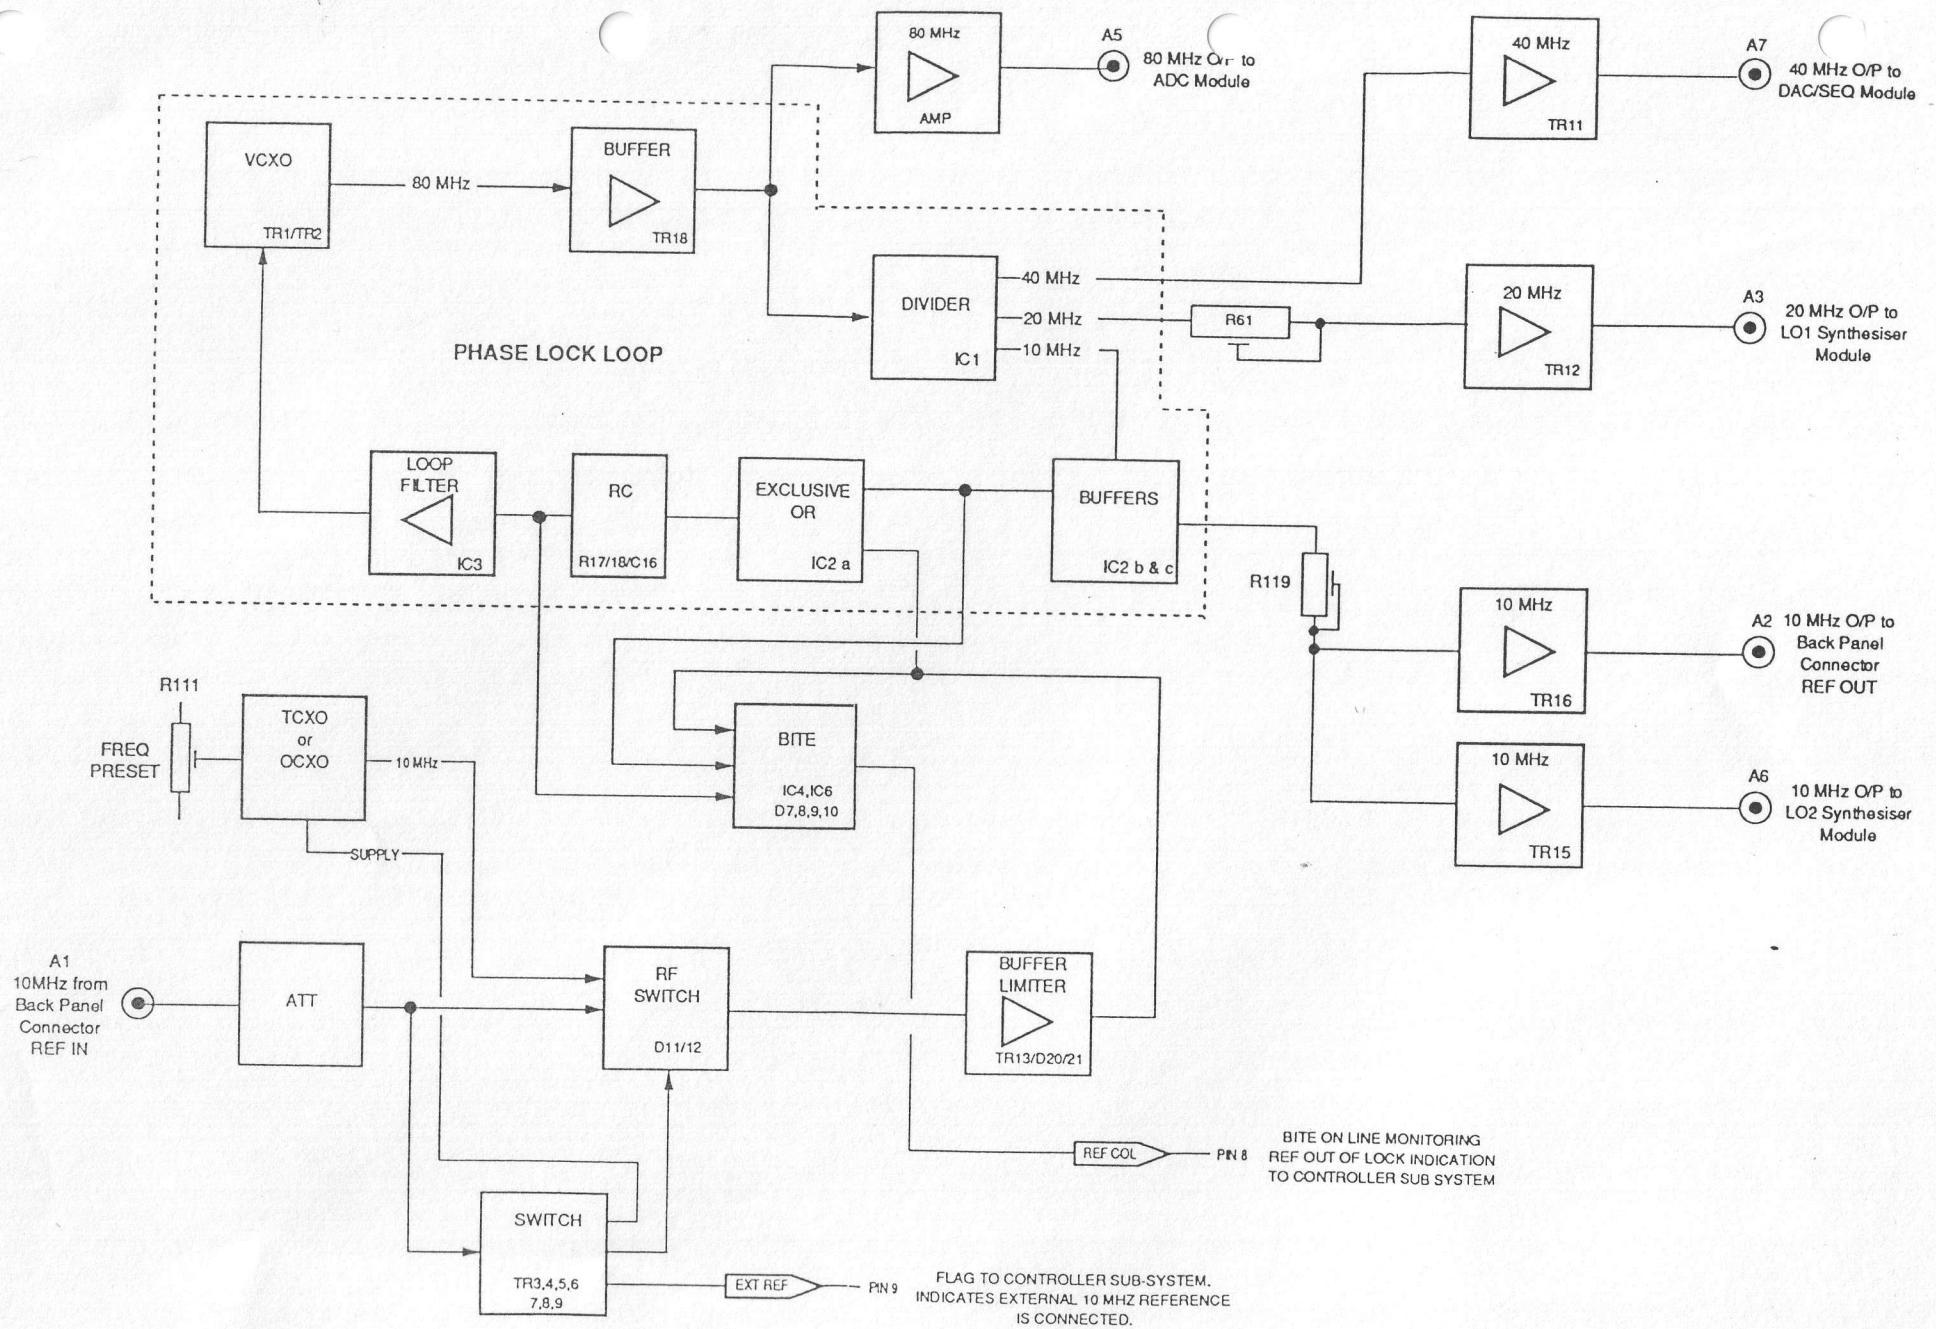 80 MHz
AMP
A5
80 MHz O/P to
ADC Module
40 MHz
TR11
A7
40 MHz O/P to
DAC/SEQ Module
VCXO
TR1/TR2
80 MHz
BUFFER
TR18
DIVIDER
IC1
40 MHz
20 MHz
10 MHz
R61
20 MHz
TR12
A3
20 MHz O/P to
LO1 Synthesiser
Module
PHASE LOCK LOOP
LOOP
FILTER
IC3
RC
R17/18/C16
EXCLUSIVE
OR
IC2 a
BUFFERS
IC2 b & c
R119
10 MHz
TR16
A2
10 MHz O/P to
Back Panel
Connector
REF OUT
R111
FREQ
PRESET
TCXO
or
OCXO
10 MHz
SUPPLY
BITE
IC4,IC6
D7,8,9,10
10 MHz
TR15
A6
10 MHz O/P to
LO2 Synthesiser
Module
A1
10MHz from
Back Panel
Connector
REF IN
ATT
RF
SWITCH
D11/12
BUFFER
LIMITER
TR13/D20/21
REF COL
PIN 8
BITE ON LINE MONITORING
REF OUT OF LOCK INDICATION
TO CONTROLLER SUB SYSTEM
SWITCH
TR3,4,5,6
7,8,9
EXT REF
PIN 9
FLAG TO CONTROLLER SUB-SYSTEM.
INDICATES EXTERNAL 10 MHZ REFERENCE
IS CONNECTED.